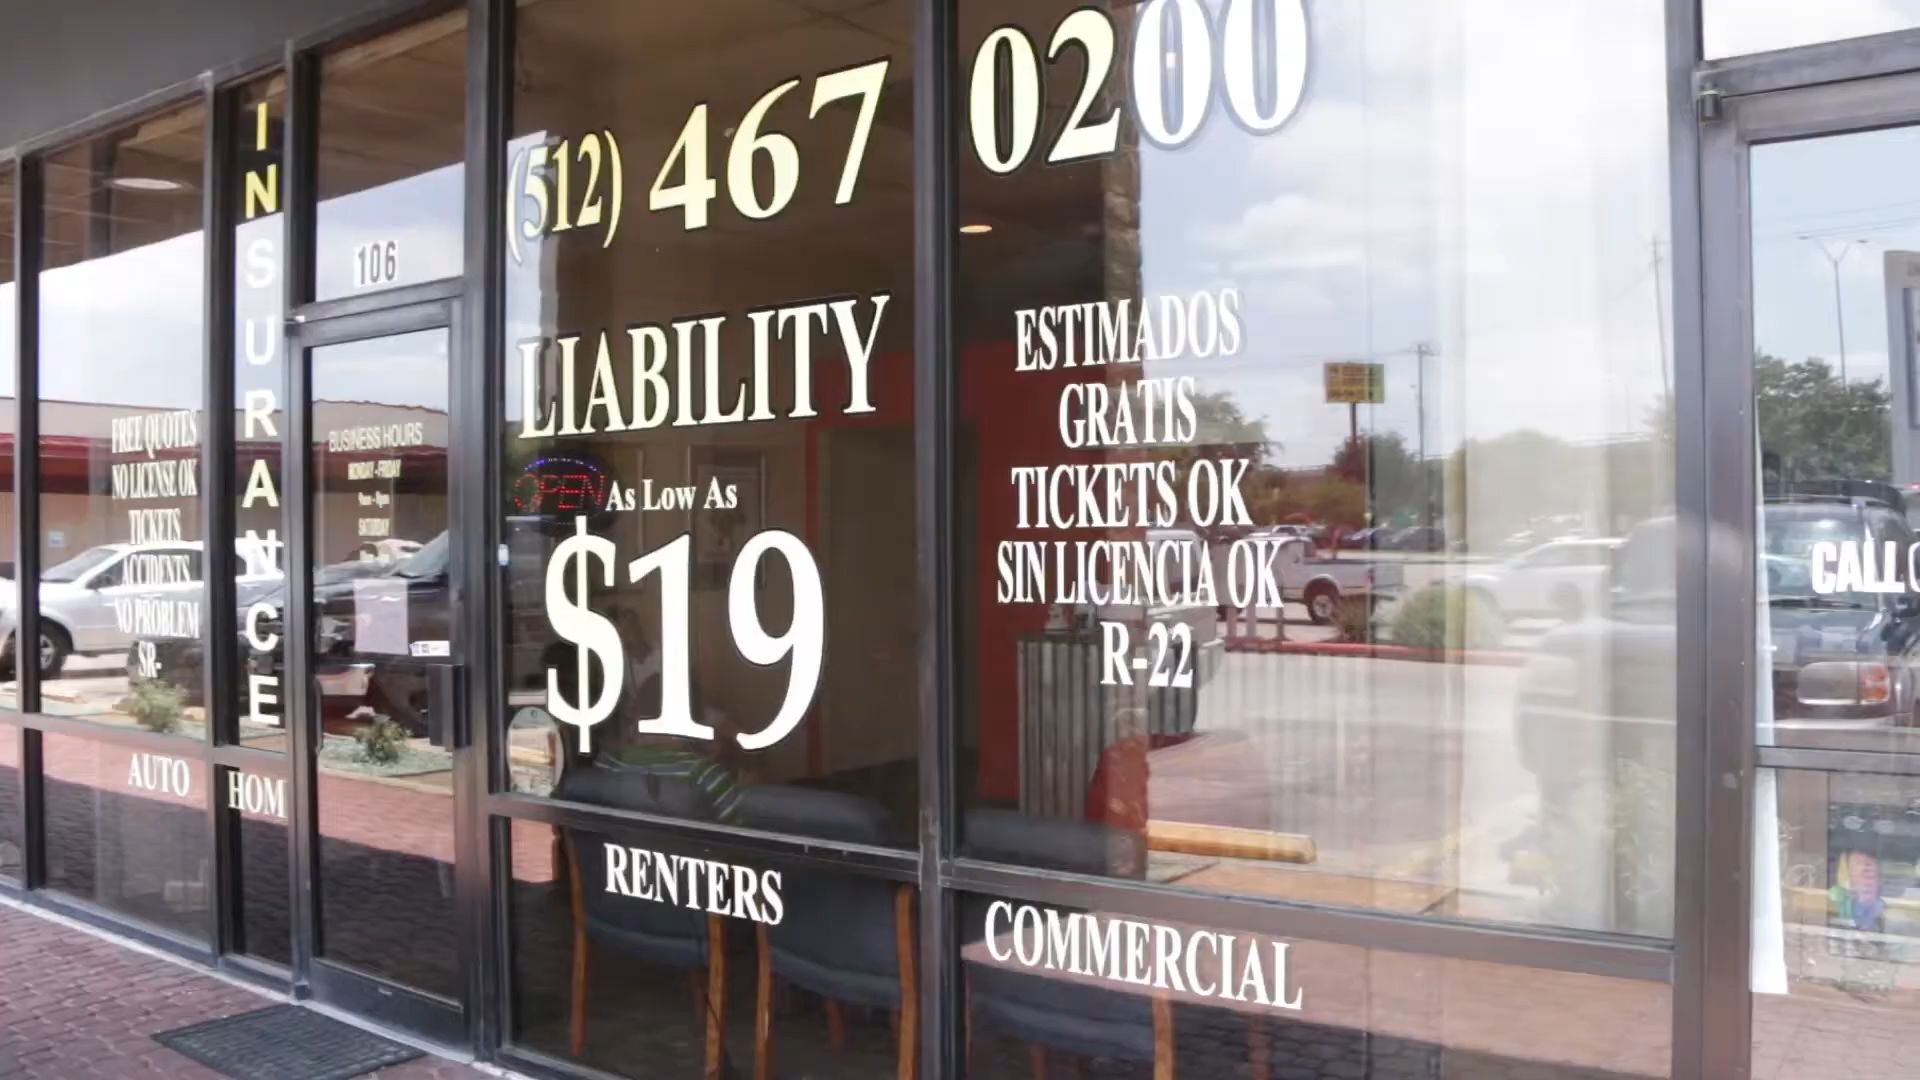 INSURANCE
106
(512) 467 0200
LIABILITY
OPEN
As Low As
$19
ESTIMADOS
GRATIS
TICKETS OK
SIN LICENCIA OK
R-22
FREE QUOTES
NO LICENSE OK
TICKETS
ACCIDENTS
NO PROBLEM
SR-
BUSINESS HOURS
MONDAY - FRIDAY
SATURDAY
AUTO
HOM
RENTERS
COMMERCIAL
CALL